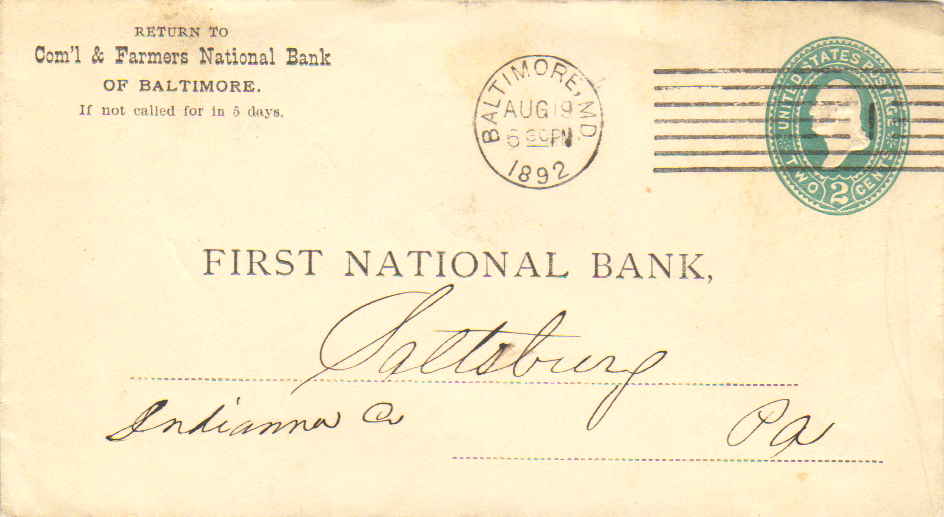 RETURN TO
Com'l & Farmers National Bank
OF BALTIMORE.
If not called for in 5 days.
BALTIMORE, MD.
AUG 19
6 30 PM
1892
UNITED STATES POSTAGE
TWO 2 CENTS
FIRST NATIONAL BANK,
Saltsburg
Indianna Co
Pa